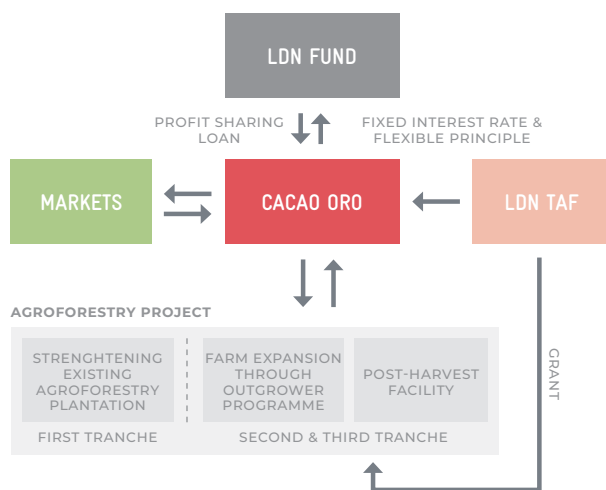 LDN FUND
PROFIT SHARING
LOAN
FIXED INTEREST RATE &
FLEXIBLE PRINCIPLE
MARKETS
CACAO ORO
LDN TAF
AGROFORESTRY PROJECT
STRENGHTENING
EXISTING
AGROFORESTRY
PLANTATION
FARM EXPANSION
THROUGH
OUTGROWER
PROGRAMME
POST-HARVEST
FACILITY
GRANT
FIRST TRANCHE
SECOND & THIRD TRANCHE